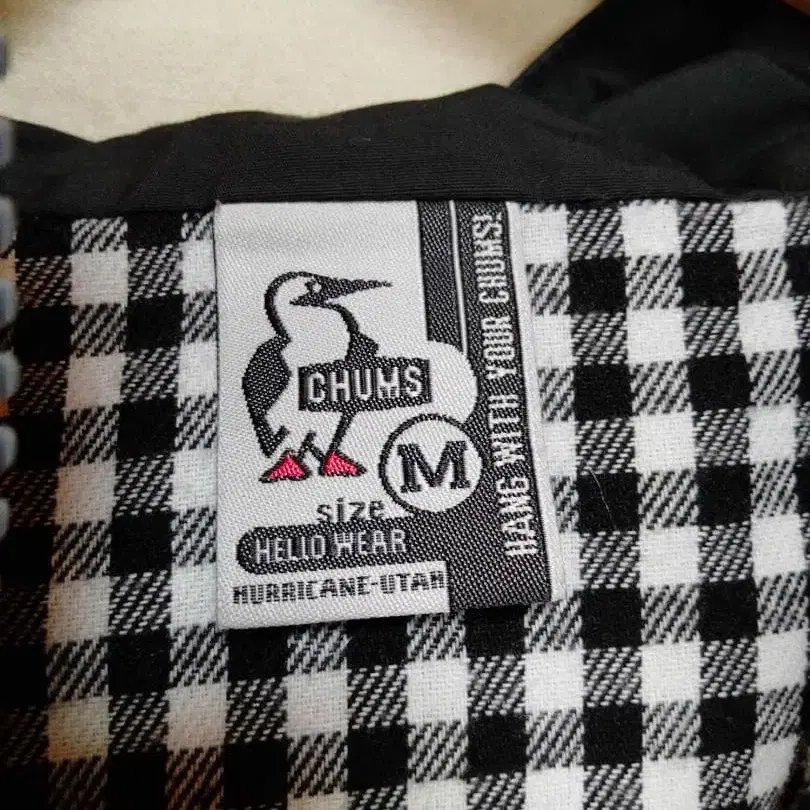 CHUMS
M
size
HELLO WEAR
HURRICANE-UTAH
HANG WITH YOUR CHUMS!